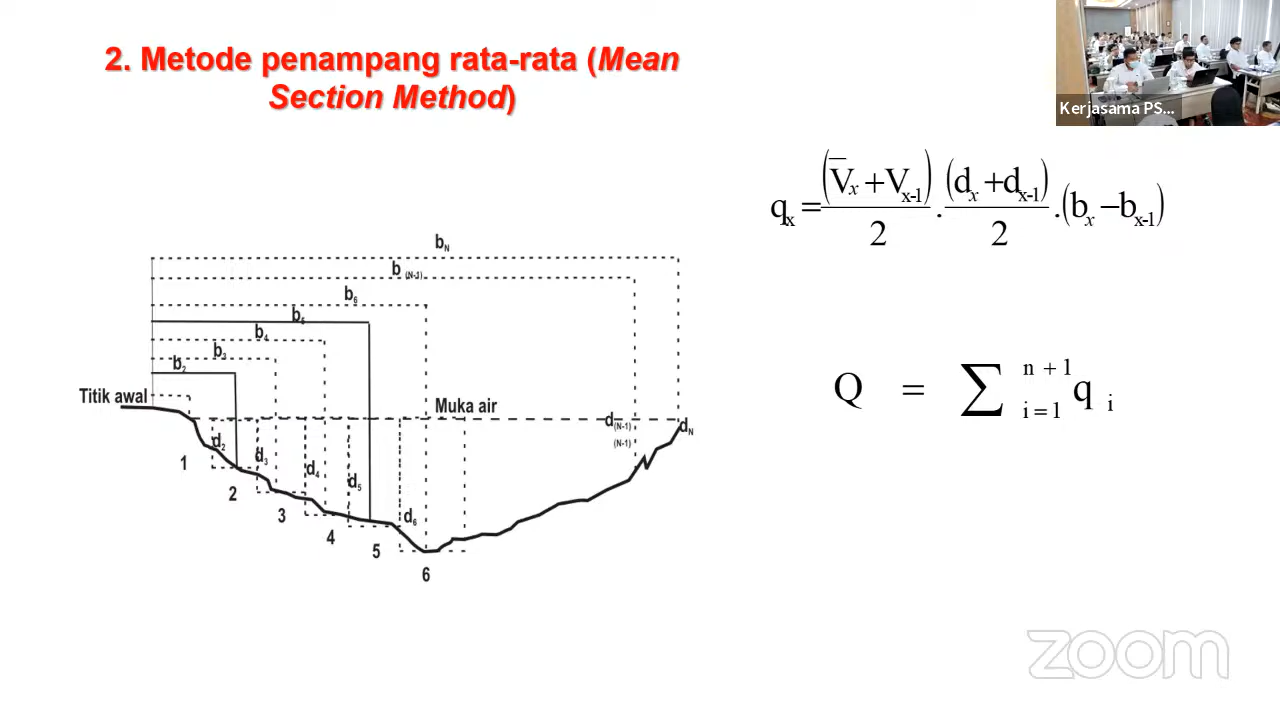 2. Metode penampang rata-rata (Mean
Section Method)
Kerjasama PS...
q_x = (V̅_x + V_x-1)/2 . (d_x + d_x-1)/2 . (b_x − b_x-1)
b_N
b_(N-1)
b_6
b_5
b_4
b_3
b_2
Titik awal
Muka air
d_(N-1)
(N-1)
d_N
d_2
d_3
d_4
d_5
d_6
1
2
3
4
5
6
Q = ∑ n + 1 i = 1 q i
zoom